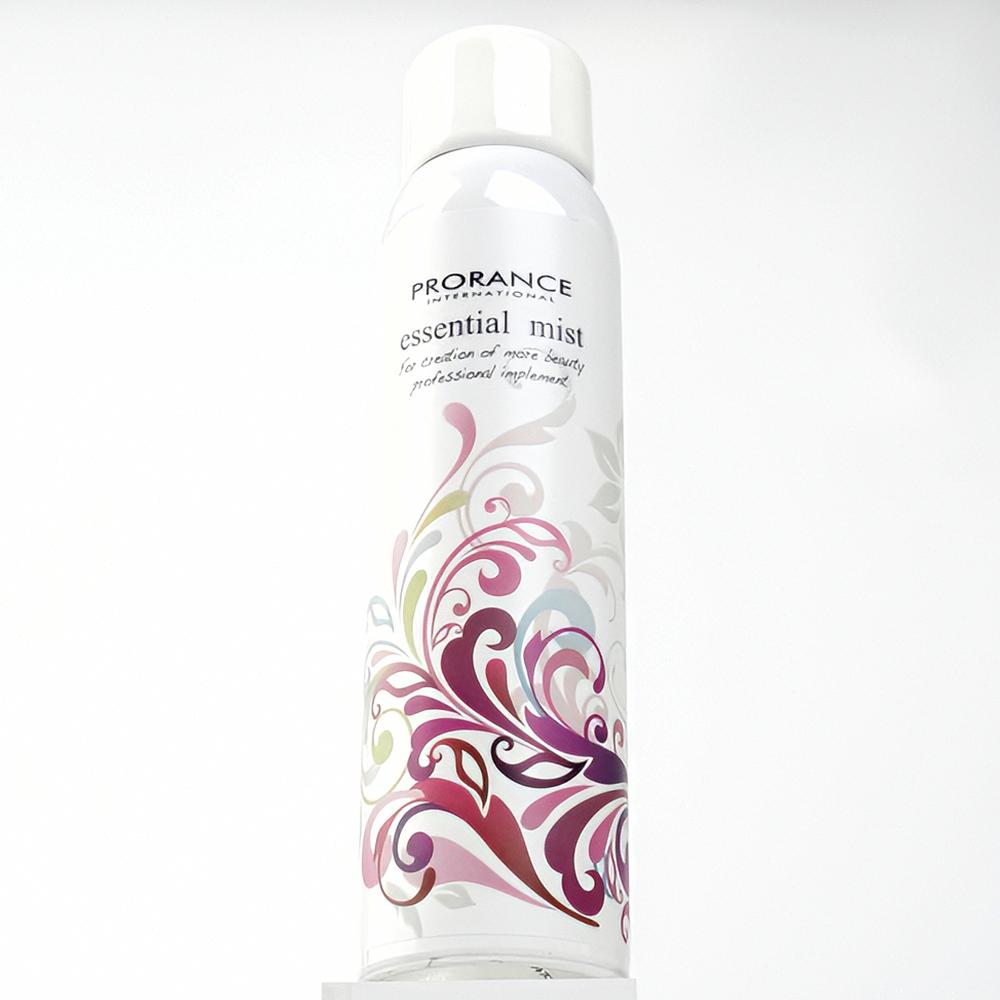 PRORANCE
INTERNATIONAL
essential mist
for creation of more beauty
professional implement